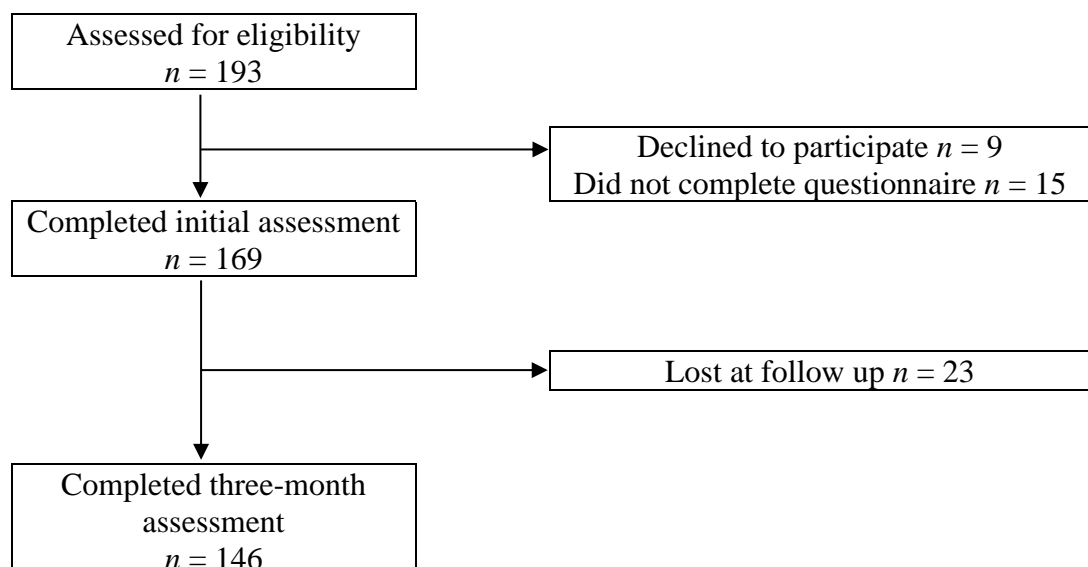 Assessed for eligibility
n = 193
Declined to participate n = 9
Did not complete questionnaire n = 15
Completed initial assessment
n = 169
Lost at follow up n = 23
Completed three-month
assessment
n = 146